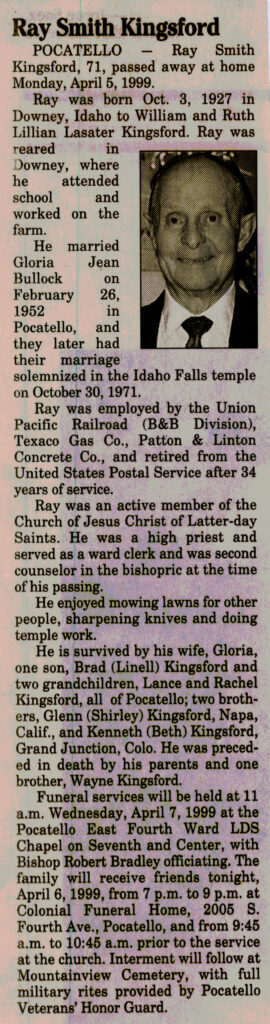 Ray Smith Kingsford
POCATELLO — Ray Smith
Kingsford, 71, passed away at home
Monday, April 5, 1999.
Ray was born Oct. 3, 1927 in
Downey, Idaho to William and Ruth
Lillian Lasater Kingsford. Ray was
reared in
Downey, where
he attended
school and
worked on the
farm.
He married
Gloria Jean
Bullock on
February 26,
1952 in
Pocatello, and
they later had
their marriage
solemnized in the Idaho Falls temple
on October 30, 1971.
Ray was employed by the Union
Pacific Railroad (B&B Division),
Texaco Gas Co., Patton & Linton
Concrete Co., and retired from the
United States Postal Service after 34
years of service.
Ray was an active member of the
Church of Jesus Christ of Latter-day
Saints. He was a high priest and
served as a ward clerk and was second
counselor in the bishopric at the time
of his passing.
He enjoyed mowing lawns for other
people, sharpening knives and doing
temple work.
He is survived by his wife, Gloria,
one son, Brad (Linell) Kingsford and
two grandchildren, Lance and Rachel
Kingsford, all of Pocatello; two broth-
ers, Glenn (Shirley) Kingsford, Napa,
Calif., and Kenneth (Beth) Kingsford,
Grand Junction, Colo. He was preced-
ed in death by his parents and one
brother, Wayne Kingsford.
Funeral services will be held at 11
a.m. Wednesday, April 7, 1999 at the
Pocatello East Fourth Ward LDS
Chapel on Seventh and Center, with
Bishop Robert Bradley officiating. The
family will receive friends tonight,
April 6, 1999, from 7 p.m. to 9 p.m. at
Colonial Funeral Home, 2005 S.
Fourth Ave., Pocatello, and from 9:45
a.m. to 10:45 a.m. prior to the service
at the church. Interment will follow at
Mountainview Cemetery, with full
military rites provided by Pocatello
Veterans' Honor Guard.